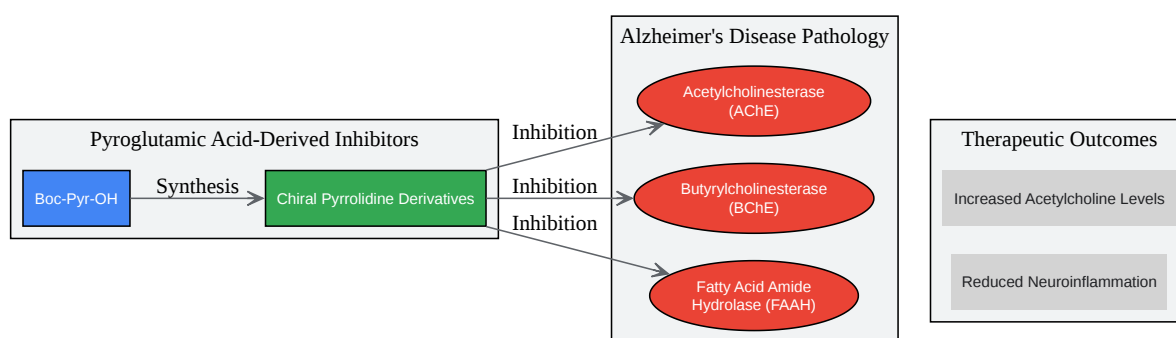 Pyroglutamic Acid-Derived Inhibitors
Boc-Pyr-OH
Synthesis
Chiral Pyrrolidine Derivatives
Inhibition
Inhibition
Inhibition
Alzheimer's Disease Pathology
Acetylcholinesterase
(AChE)
Butyrylcholinesterase
(BChE)
Fatty Acid Amide
Hydrolase (FAAH)
Therapeutic Outcomes
Increased Acetylcholine Levels
Reduced Neuroinflammation